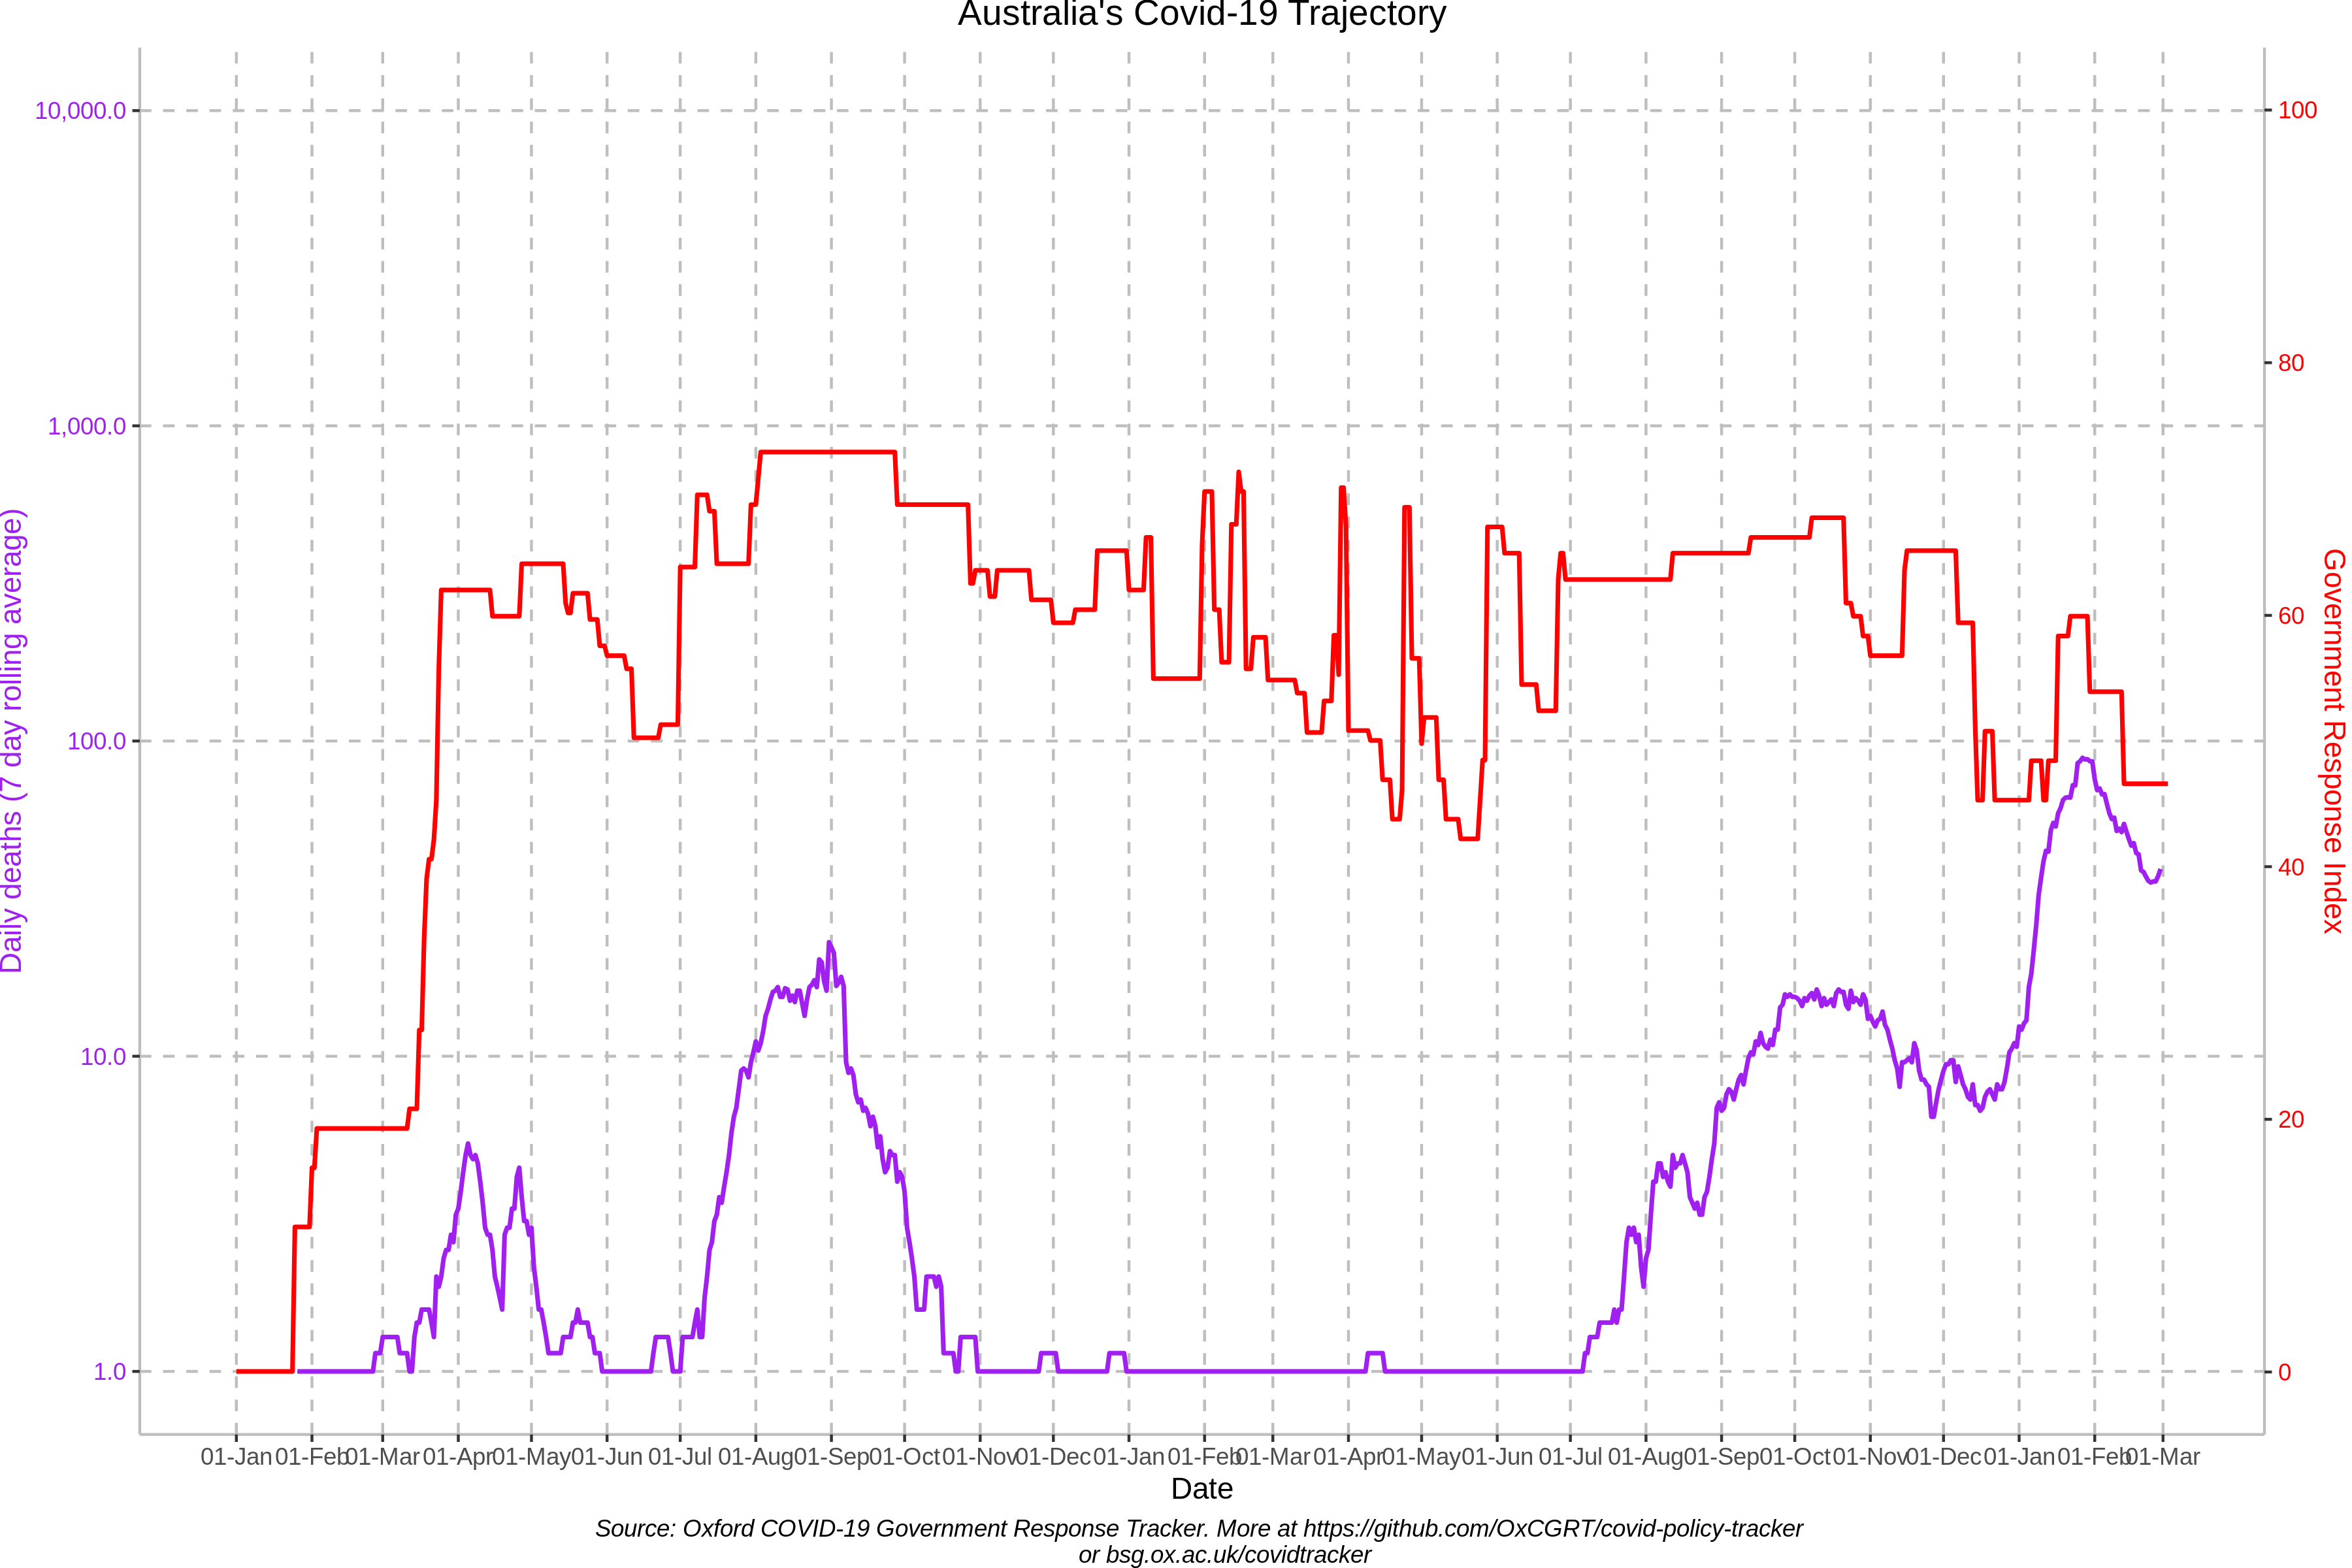 Australia's Covid-19 Trajectory
10,000.0
1,000.0
100.0
10.0
1.0
Daily deaths (7 day rolling average)
100
80
60
40
20
0
Government Response Index
01-Jan 01-Feb 01-Mar 01-Apr 01-May 01-Jun 01-Jul 01-Aug 01-Sep 01-Oct 01-Nov 01-Dec 01-Jan 01-Feb 01-Mar 01-Apr 01-May 01-Jun 01-Jul 01-Aug 01-Sep 01-Oct 01-Nov 01-Dec 01-Jan 01-Feb 01-Mar
Date
Source: Oxford COVID-19 Government Response Tracker. More at https://github.com/OxCGRT/covid-policy-tracker
or bsg.ox.ac.uk/covidtracker